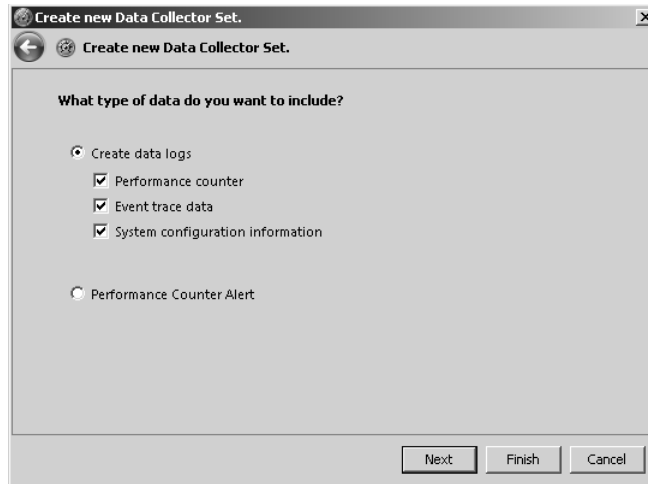 Create new Data Collector Set.
Create new Data Collector Set.
What type of data do you want to include?
Create data logs
Performance counter
Event trace data
System configuration information
Performance Counter Alert
Next Finish Cancel